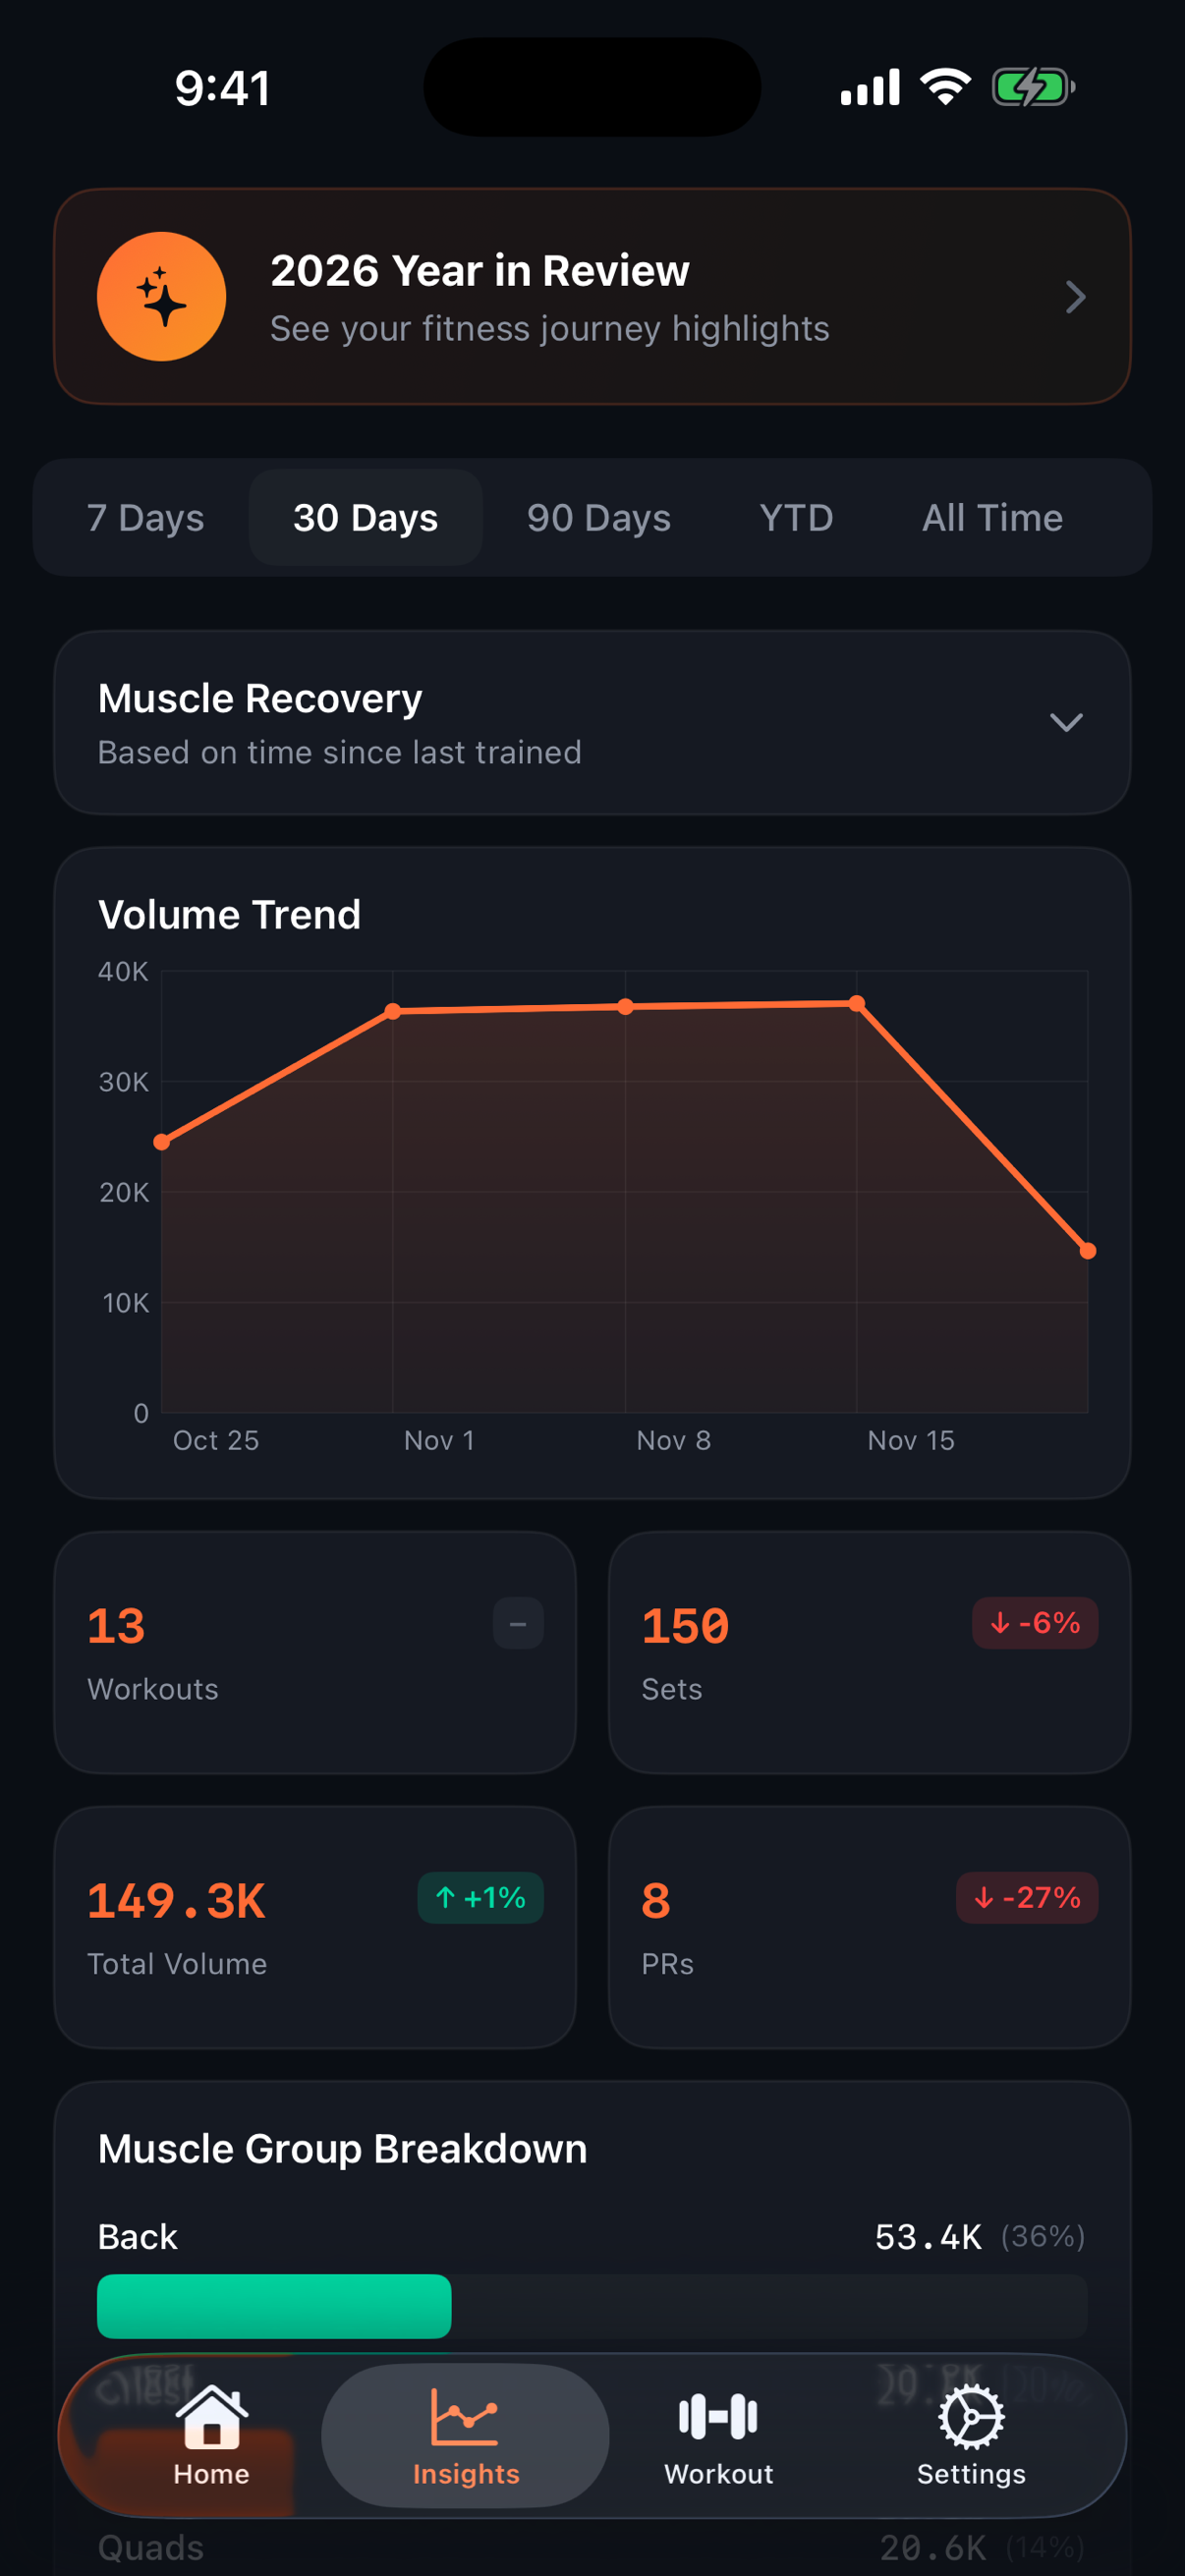 9:41
2026 Year in Review
See your fitness journey highlights
7 Days 30 Days 90 Days YTD All Time
Muscle Recovery
Based on time since last trained
Volume Trend
40K
30K
20K
10K
0
Oct 25 Nov 1 Nov 8 Nov 15
13 –
Workouts
150 ↓ -6%
Sets
149.3K ↑ +1%
Total Volume
8 ↓ -27%
PRs
Muscle Group Breakdown
Back 53.4K (36%)
Home Insights Workout Settings
Quads 20.6K (14%)